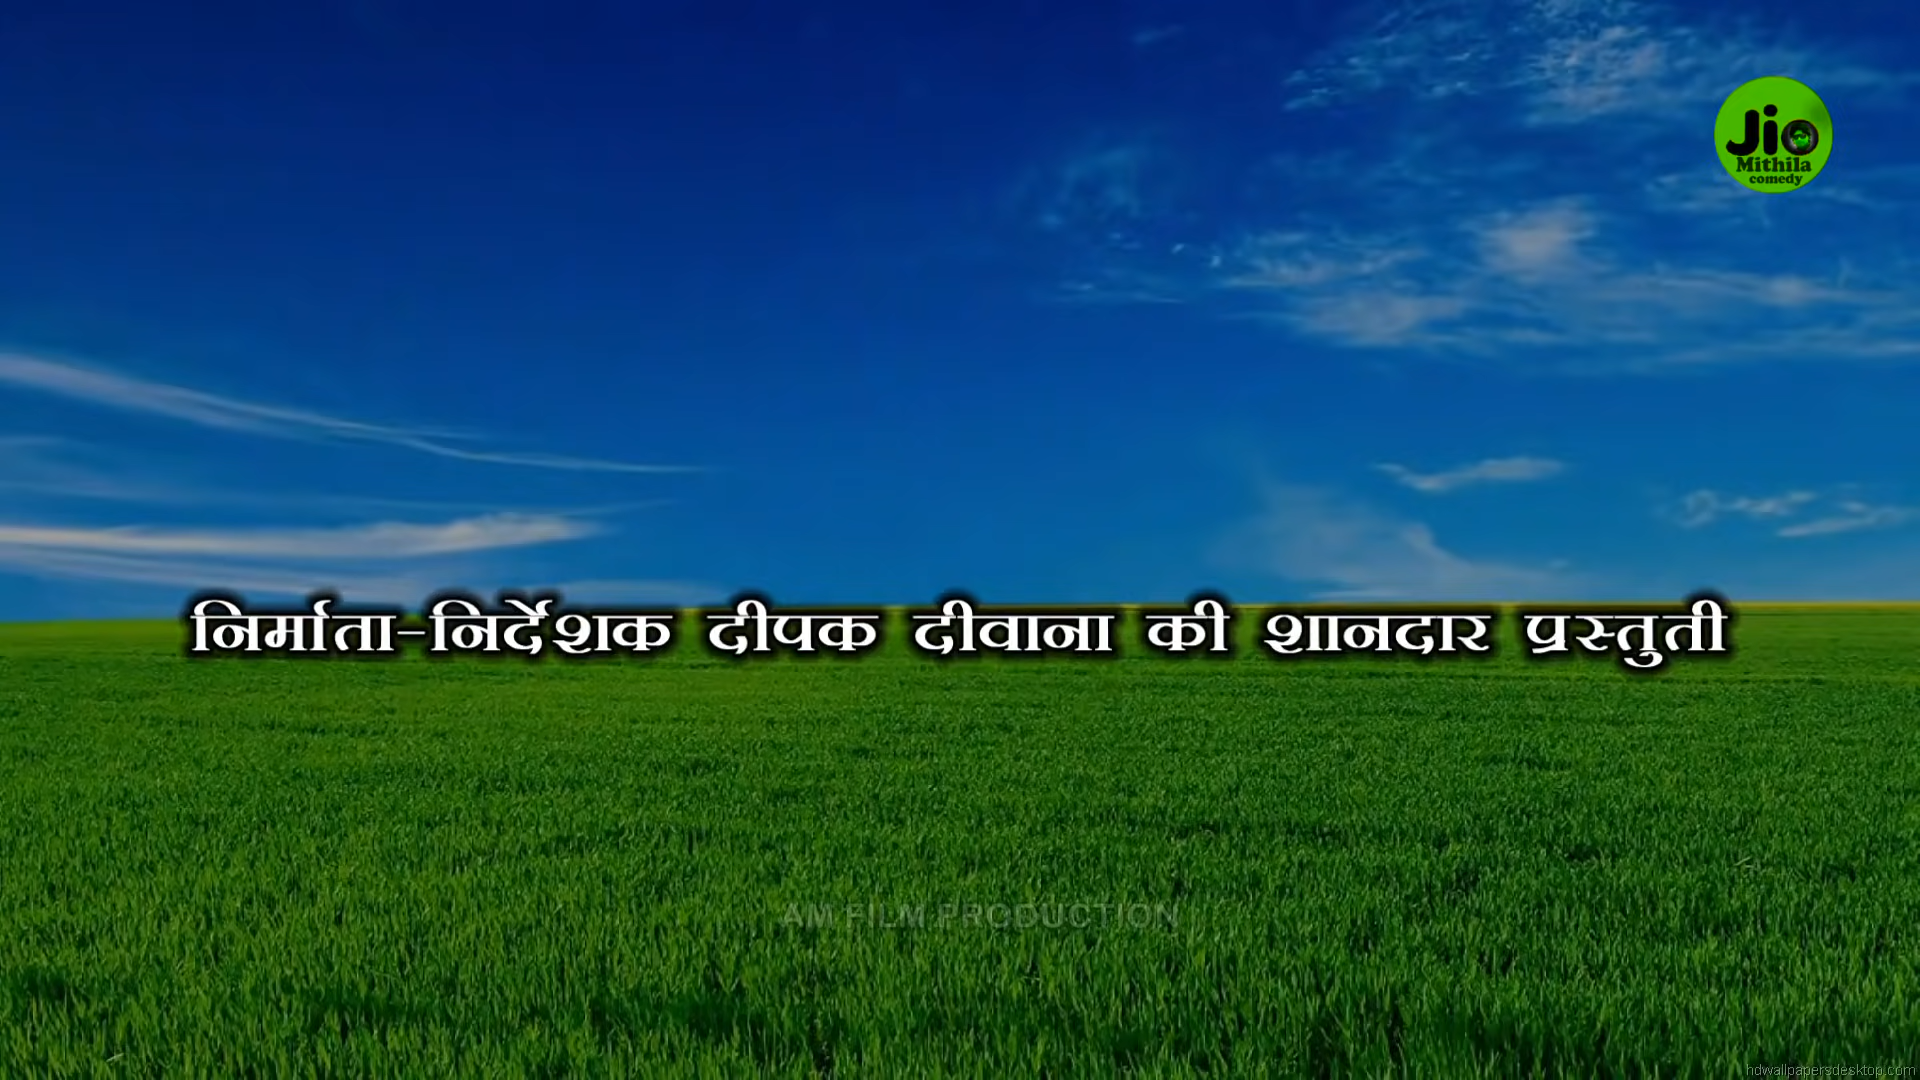 Jio
Mithila
comedy
निर्माता-निर्देशक दीपक दीवाना की शानदार प्रस्तुती
AM FILM PRODUCTION
hdwallpapersdesktop.com